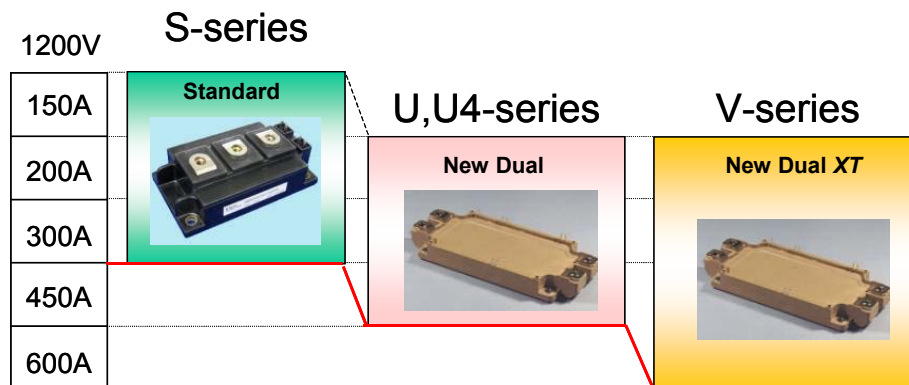 S-series
1200V
150A
200A
300A
450A
600A
Standard
U,U4-series
New Dual
V-series
New Dual XT